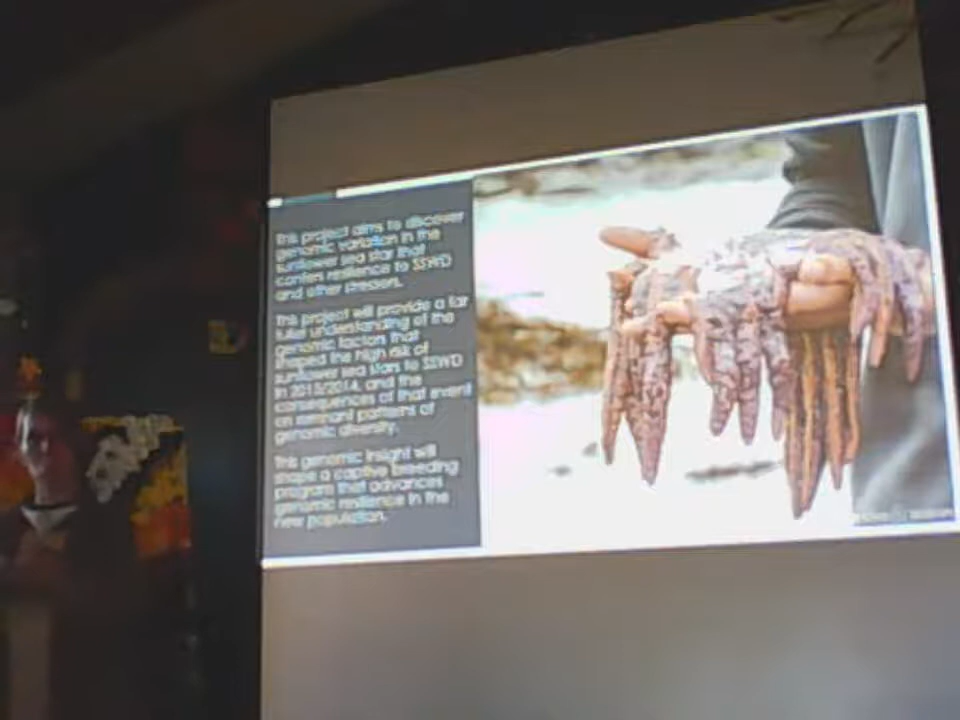 This project aims to discover
genomic variation in the
sunflower sea star that
confers resilience to SSWD
and other stressors.
This project will provide a far
fuller understanding of the
genomic factors that
shaped the high risk of
sunflower sea stars to SSWD
in 2013/2014, and the
consequences of that event
on remnant patterns of
genomic diversity.
This genomic insight will
shape a captive breeding
program that advances
genomic resilience in the
new population.